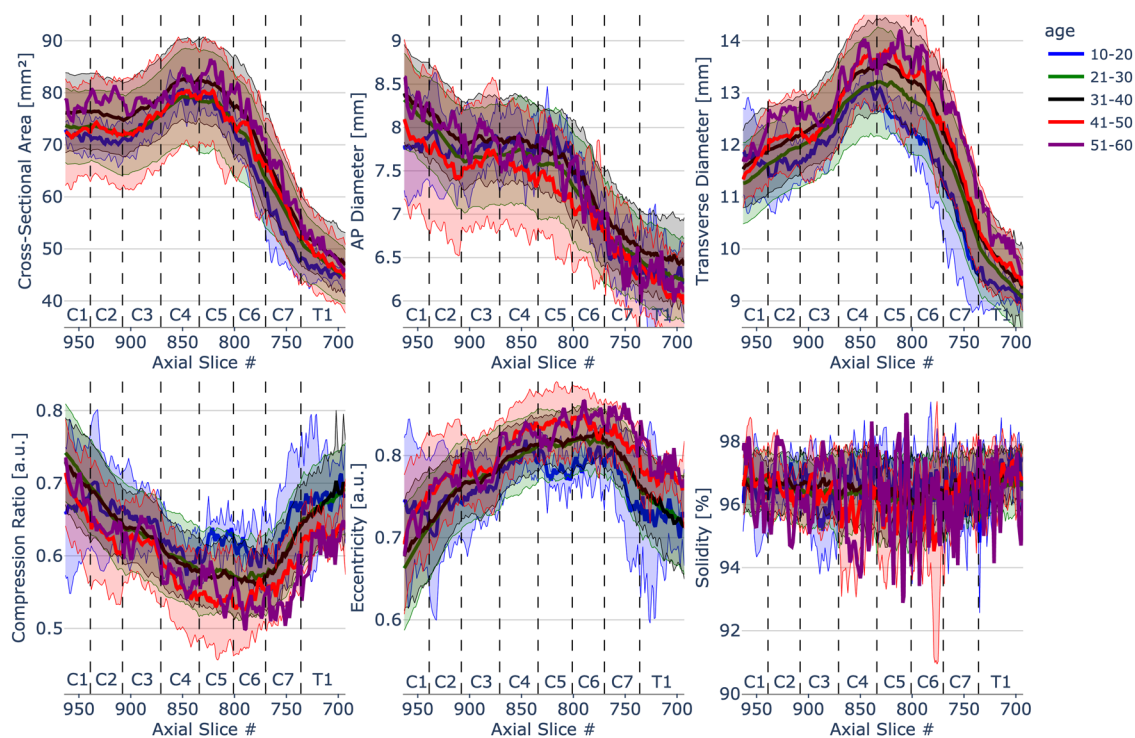 Cross-Sectional Area [mm²]
90
80
70
60
50
40
C1 C2 C3 C4 C5 C6 C7 T1
950 900 850 800 750 700
Axial Slice #
AP Diameter [mm]
9
8.5
8
7.5
7
6.5
6
C1 C2 C3 C4 C5 C6 C7 T1
950 900 850 800 750 700
Axial Slice #
Transverse Diameter [mm]
14
13
12
11
10
9
C1 C2 C3 C4 C5 C6 C7 T1
950 900 850 800 750 700
Axial Slice #
age
10-20
21-30
31-40
41-50
51-60
Compression Ratio [a.u.]
0.8
0.7
0.6
0.5
C1 C2 C3 C4 C5 C6 C7 T1
950 900 850 800 750 700
Axial Slice #
Eccentricity [a.u.]
0.8
0.7
0.6
C1 C2 C3 C4 C5 C6 C7 T1
950 900 850 800 750 700
Axial Slice #
Solidity [%]
98
96
94
92
90
C1 C2 C3 C4 C5 C6 C7 T1
950 900 850 800 750 700
Axial Slice #